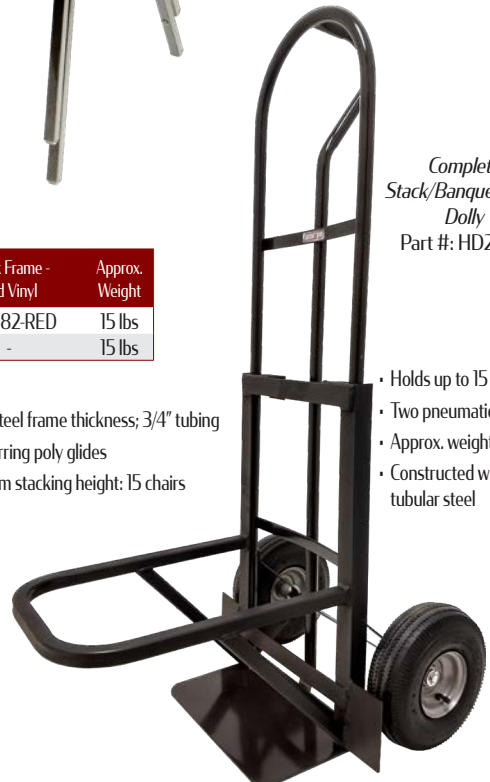 Stack/Banque
Dolly
Part #: HD2
Frame -
Vinyl
Approx.
Weight
82-RED
15 lbs
-
15 lbs
teel frame thickness; 3/4" tubing
rring poly glides
m stacking height: 15 chairs
• Holds up to 15
• Two pneumatic
• Approx. weight
• Constructed w
tubular steel